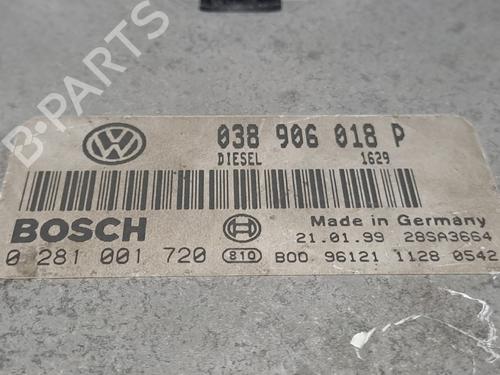 038 906 018 P
DIESEL 1629
BOSCH
Made in Germany
21.01.99 28SA3664
0 281 001 720 810 B00 96121 1128 0542
B-PARTS